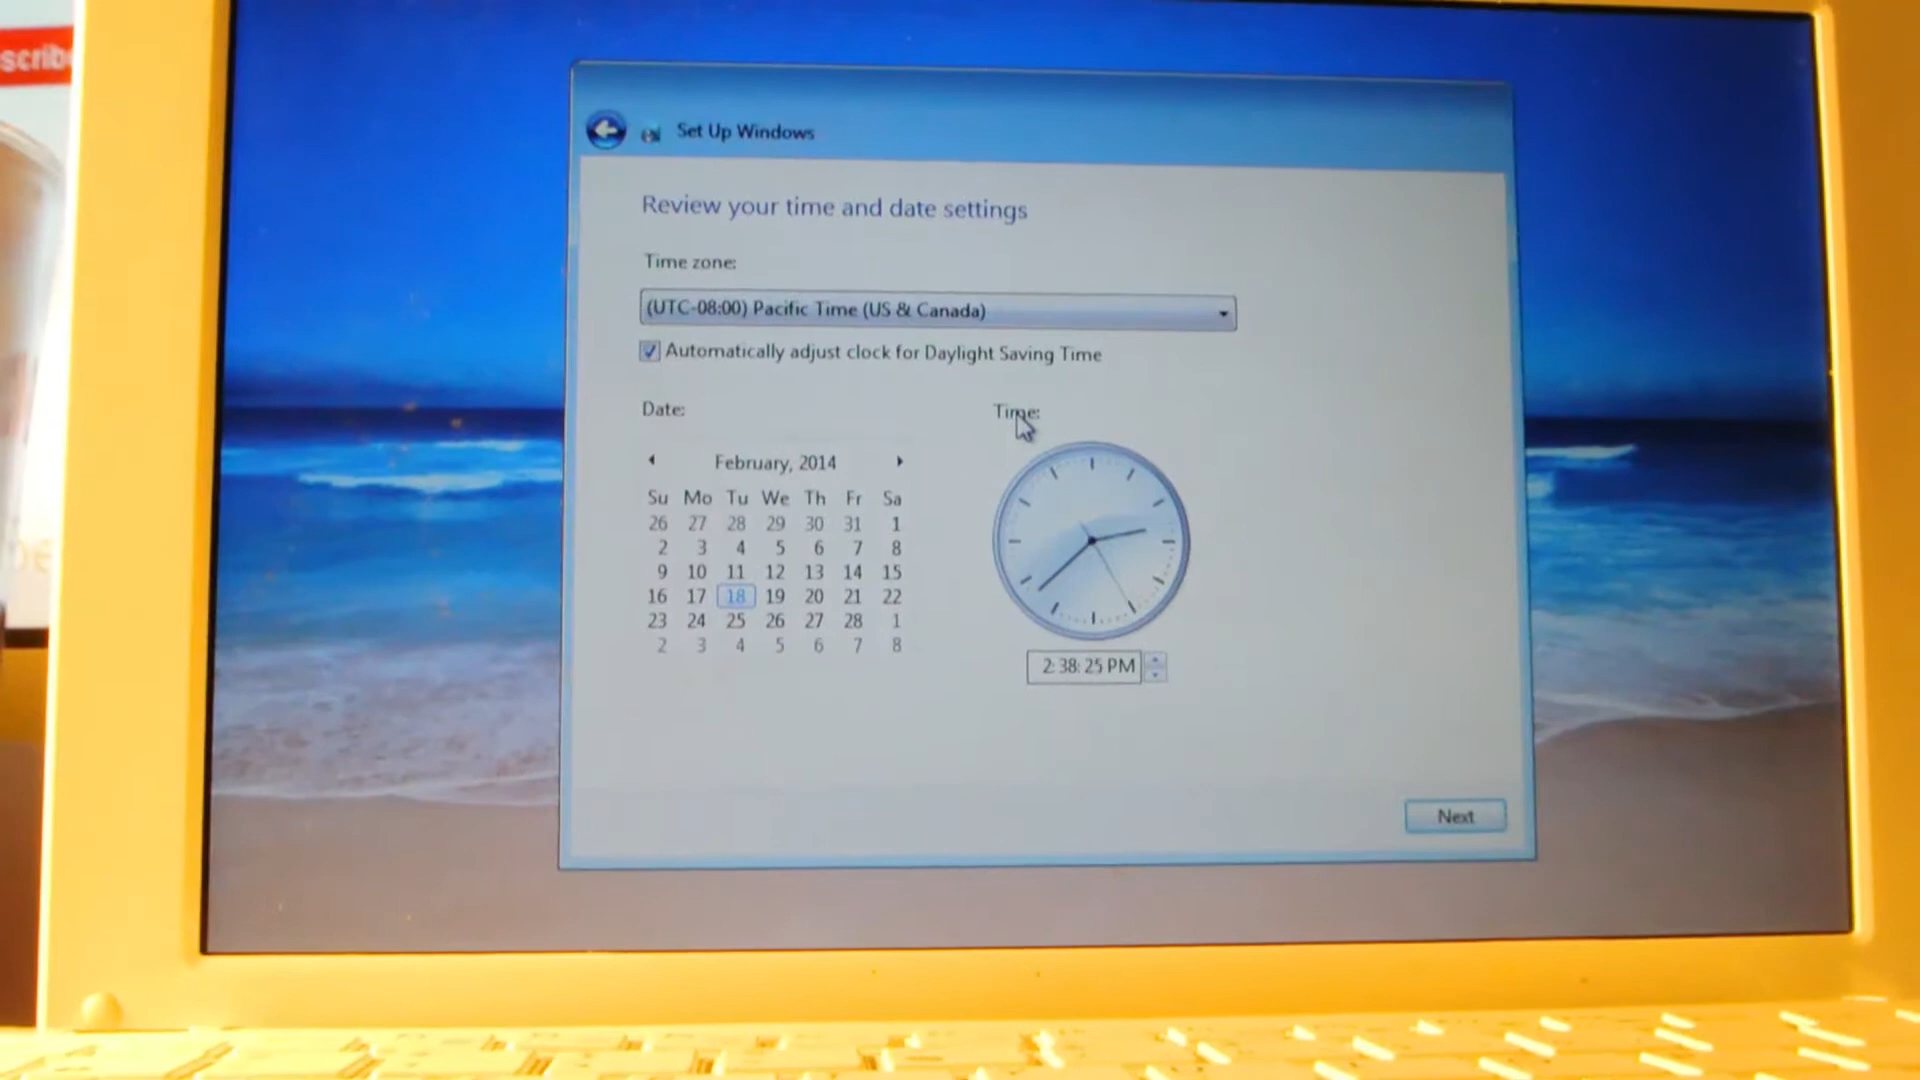 scribe
Set Up Windows
Review your time and date settings
Time zone:
(UTC-08:00) Pacific Time (US & Canada)
Automatically adjust clock for Daylight Saving Time
Date:
Time:
February, 2014
Su Mo Tu We Th Fr Sa
26 27 28 29 30 31 1
2 3 4 5 6 7 8
9 10 11 12 13 14 15
16 17 18 19 20 21 22
23 24 25 26 27 28 1
2 3 4 5 6 7 8
2:38:25 PM
Next